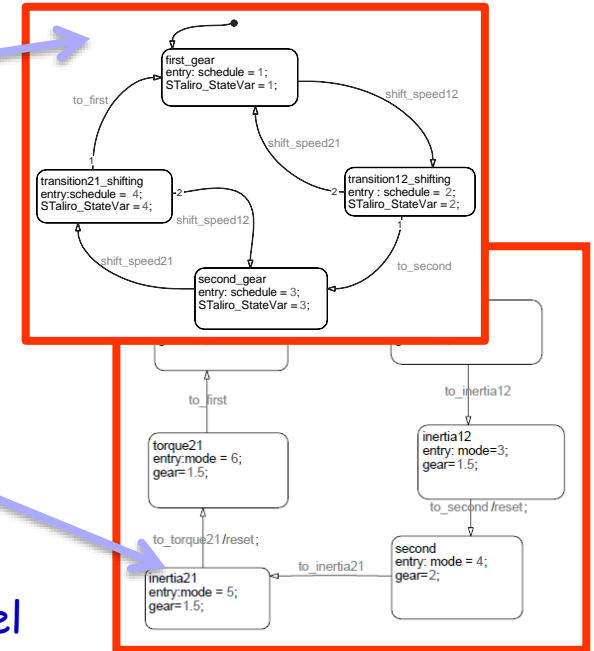 first_gear
entry: schedule = 1;
STaliro_StateVar = 1;
to_first
shift_speed12
shift_speed21
1
transition21_shifting
entry:schedule = 4;
STaliro_StateVar = 4;
2
shift_speed12
2
transition12_shifting
entry : schedule = 2;
STaliro_StateVar = 2;
1
shift_speed21
to_second
second_gear
entry: schedule = 3;
STaliro_StateVar = 3;
to_first
to_inertia12
torque21
entry:mode = 6;
gear=1.5;
inertia12
entry: mode=3;
gear=1.5;
to_second/reset;
to_torque21/reset;
second
entry: mode = 4;
gear=2;
to_inertia21
inertia21
entry:mode = 5;
gear=1.5;
el